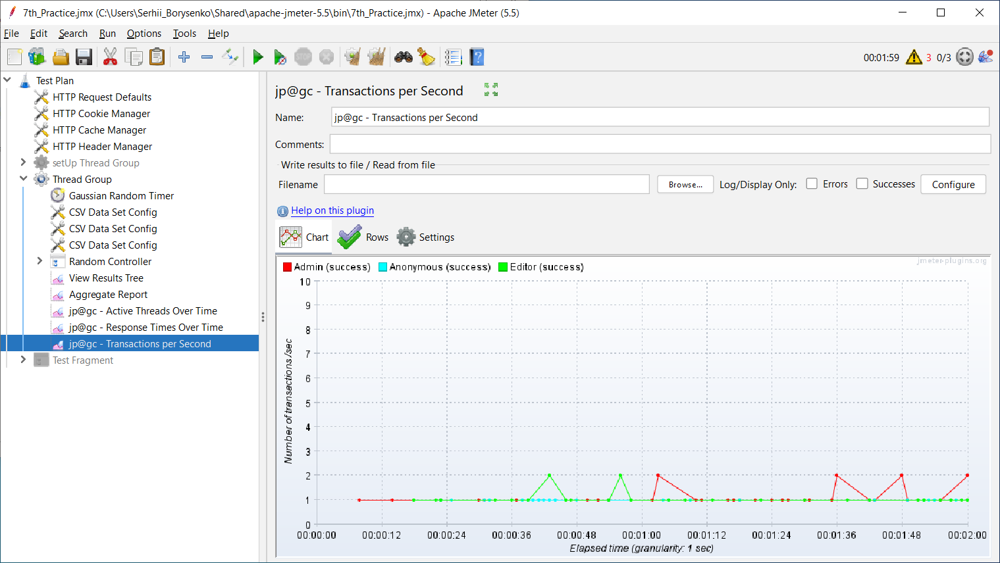 7th_Practice.jmx (C:\Users\Serhii_Borysenko\Shared\apache-jmeter-5.5\bin\7th_Practice.jmx) - Apache JMeter (5.5)
File Edit Search Run Options Tools Help
STOP
00:01:59 3 0/3
Test Plan
HTTP Request Defaults
HTTP Cookie Manager
HTTP Cache Manager
HTTP Header Manager
setUp Thread Group
Thread Group
Gaussian Random Timer
CSV Data Set Config
CSV Data Set Config
CSV Data Set Config
Random Controller
View Results Tree
Aggregate Report
jp@gc - Active Threads Over Time
jp@gc - Response Times Over Time
jp@gc - Transactions per Second
Test Fragment
jp@gc - Transactions per Second
Name: jp@gc - Transactions per Second
Comments:
Write results to file / Read from file
Filename Browse... Log/Display Only: Errors Successes Configure
Help on this plugin
Chart Rows Settings
Admin (success) Anonymous (success) Editor (success)
jmeter-plugins.org
10
9
8
7
6
5
4
3
2
1
0
Number of transactions /sec
00:00:00 00:00:12 00:00:24 00:00:36 00:00:48 00:01:00 00:01:12 00:01:24 00:01:36 00:01:48 00:02:00
Elapsed time (granularity: 1 sec)